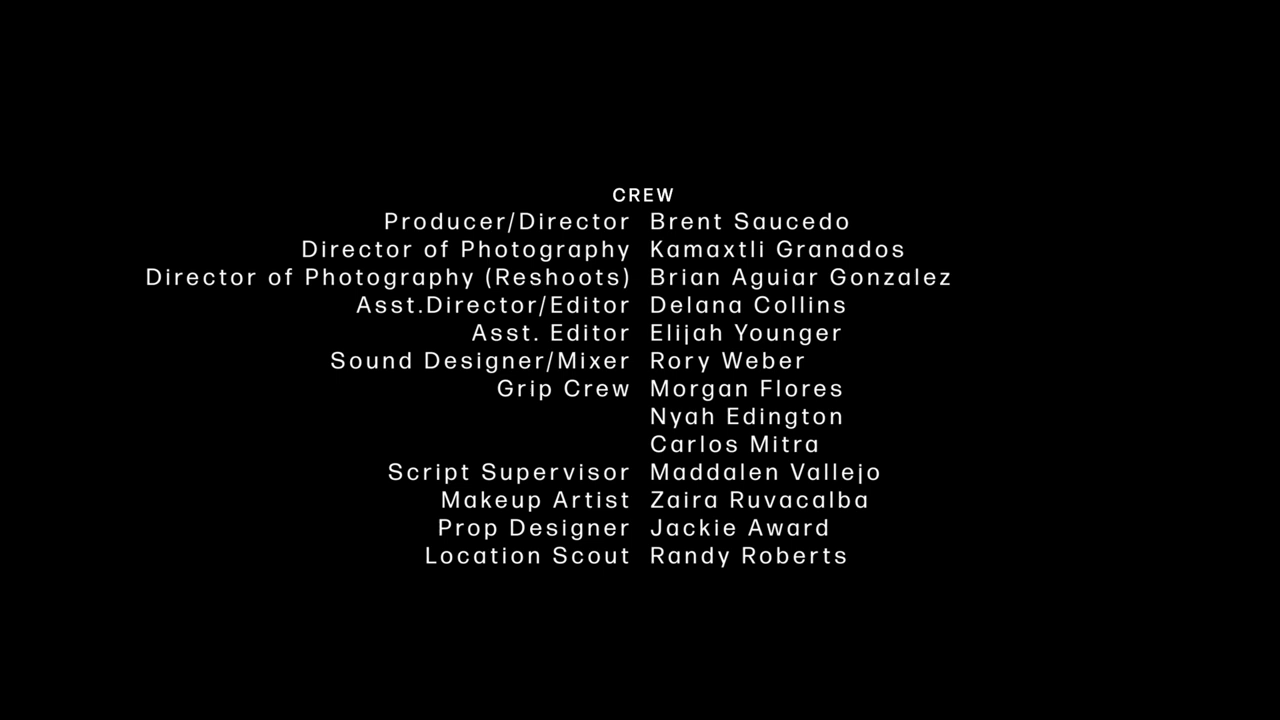 CREW
Producer/Director Brent Saucedo
Director of Photography Kamaxtli Granados
Director of Photography (Reshoots) Brian Aguiar Gonzalez
Asst.Director/Editor Delana Collins
Asst. Editor Elijah Younger
Sound Designer/Mixer Rory Weber
Grip Crew Morgan Flores
Nyah Edington
Carlos Mitra
Script Supervisor Maddalen Vallejo
Makeup Artist Zaira Ruvacalba
Prop Designer Jackie Award
Location Scout Randy Roberts